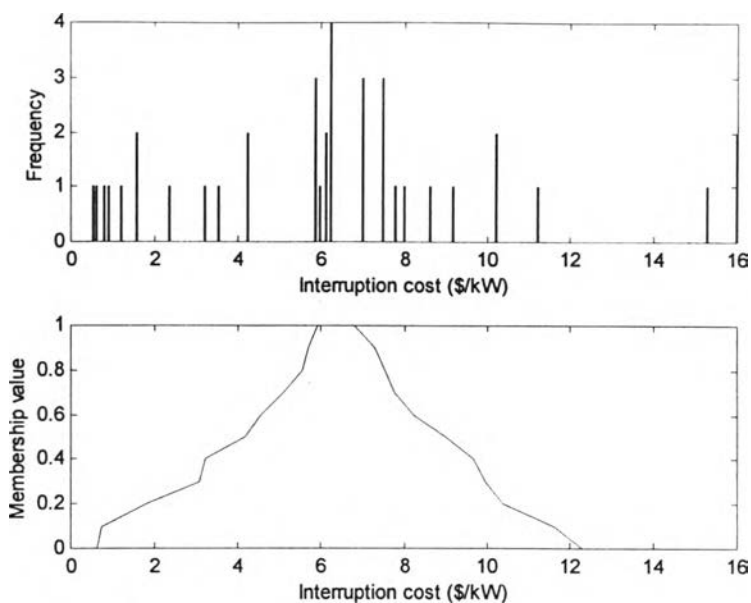 4
3
2
1
0
Frequency
0 2 4 6 8 10 12 14 16
Interruption cost ($/kW)
1
0.8
0.6
0.4
0.2
0
Membership value
0 2 4 6 8 10 12 14 16
Interruption cost ($/kW)